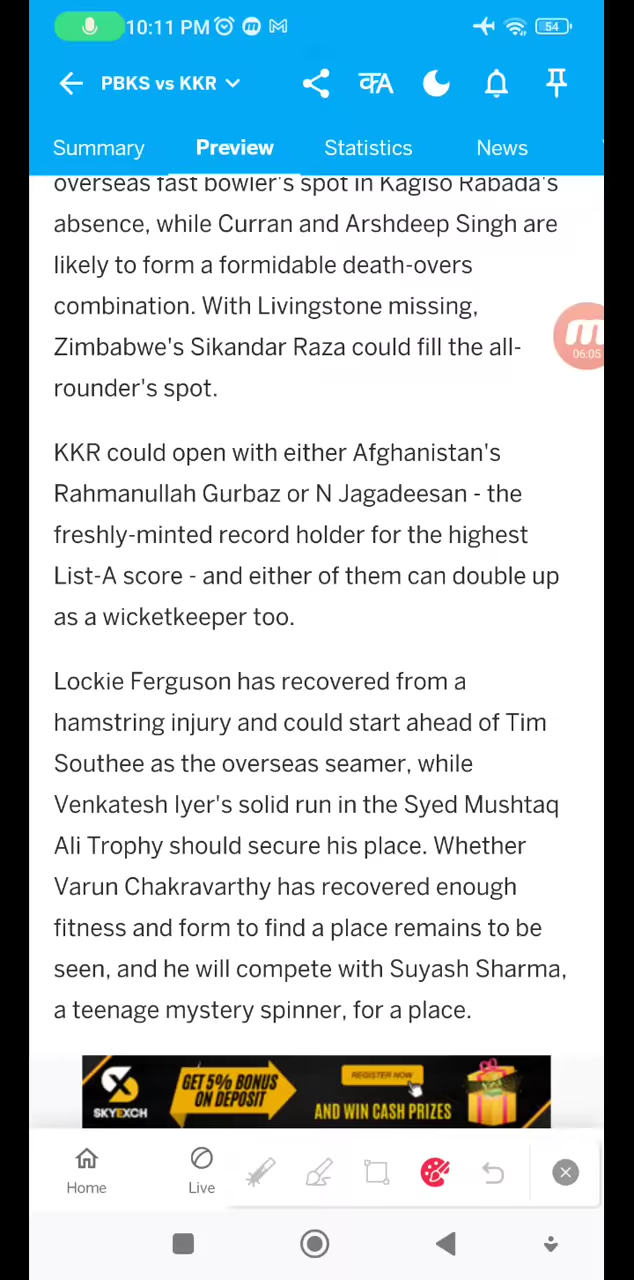 10:11 PM
54
PBKS vs KKR
कA
Summary Preview Statistics News
overseas fast bowler's spot in Kagiso Rabada's
absence, while Curran and Arshdeep Singh are
likely to form a formidable death-overs
combination. With Livingstone missing,
Zimbabwe's Sikandar Raza could fill the all-
rounder's spot.
06:05
KKR could open with either Afghanistan's
Rahmanullah Gurbaz or N Jagadeesan - the
freshly-minted record holder for the highest
List-A score - and either of them can double up
as a wicketkeeper too.
Lockie Ferguson has recovered from a
hamstring injury and could start ahead of Tim
Southee as the overseas seamer, while
Venkatesh Iyer's solid run in the Syed Mushtaq
Ali Trophy should secure his place. Whether
Varun Chakravarthy has recovered enough
fitness and form to find a place remains to be
seen, and he will compete with Suyash Sharma,
a teenage mystery spinner, for a place.
SKYEXCH
GET 5% BONUS
ON DEPOSIT
REGISTER NOW
AND WIN CASH PRIZES
Home Live